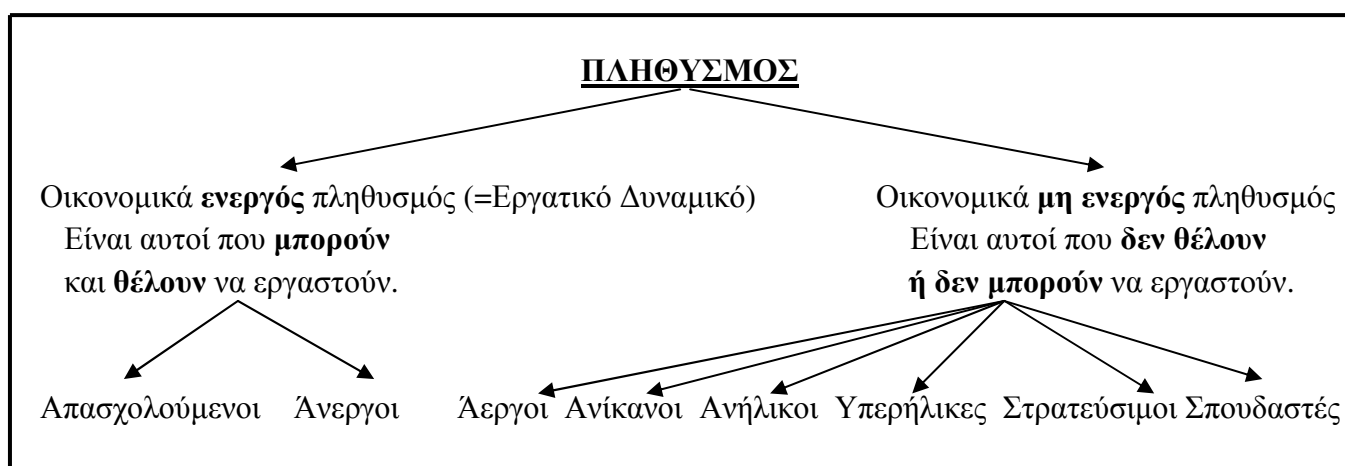 ΠΛΗΘΥΣΜΟΣ
Οικονομικά ενεργός πληθυσμός (=Εργατικό Δυναμικό)
Είναι αυτοί που μπορούν
και θέλουν να εργαστούν.
Οικονομικά μη ενεργός πληθυσμός
Είναι αυτοί που δεν θέλουν
ή δεν μπορούν να εργαστούν.
Απασχολούμενοι Άνεργοι
Άεργοι Ανίκανοι Ανήλικοι Υπερήλικες Στρατεύσιμοι Σπουδαστές